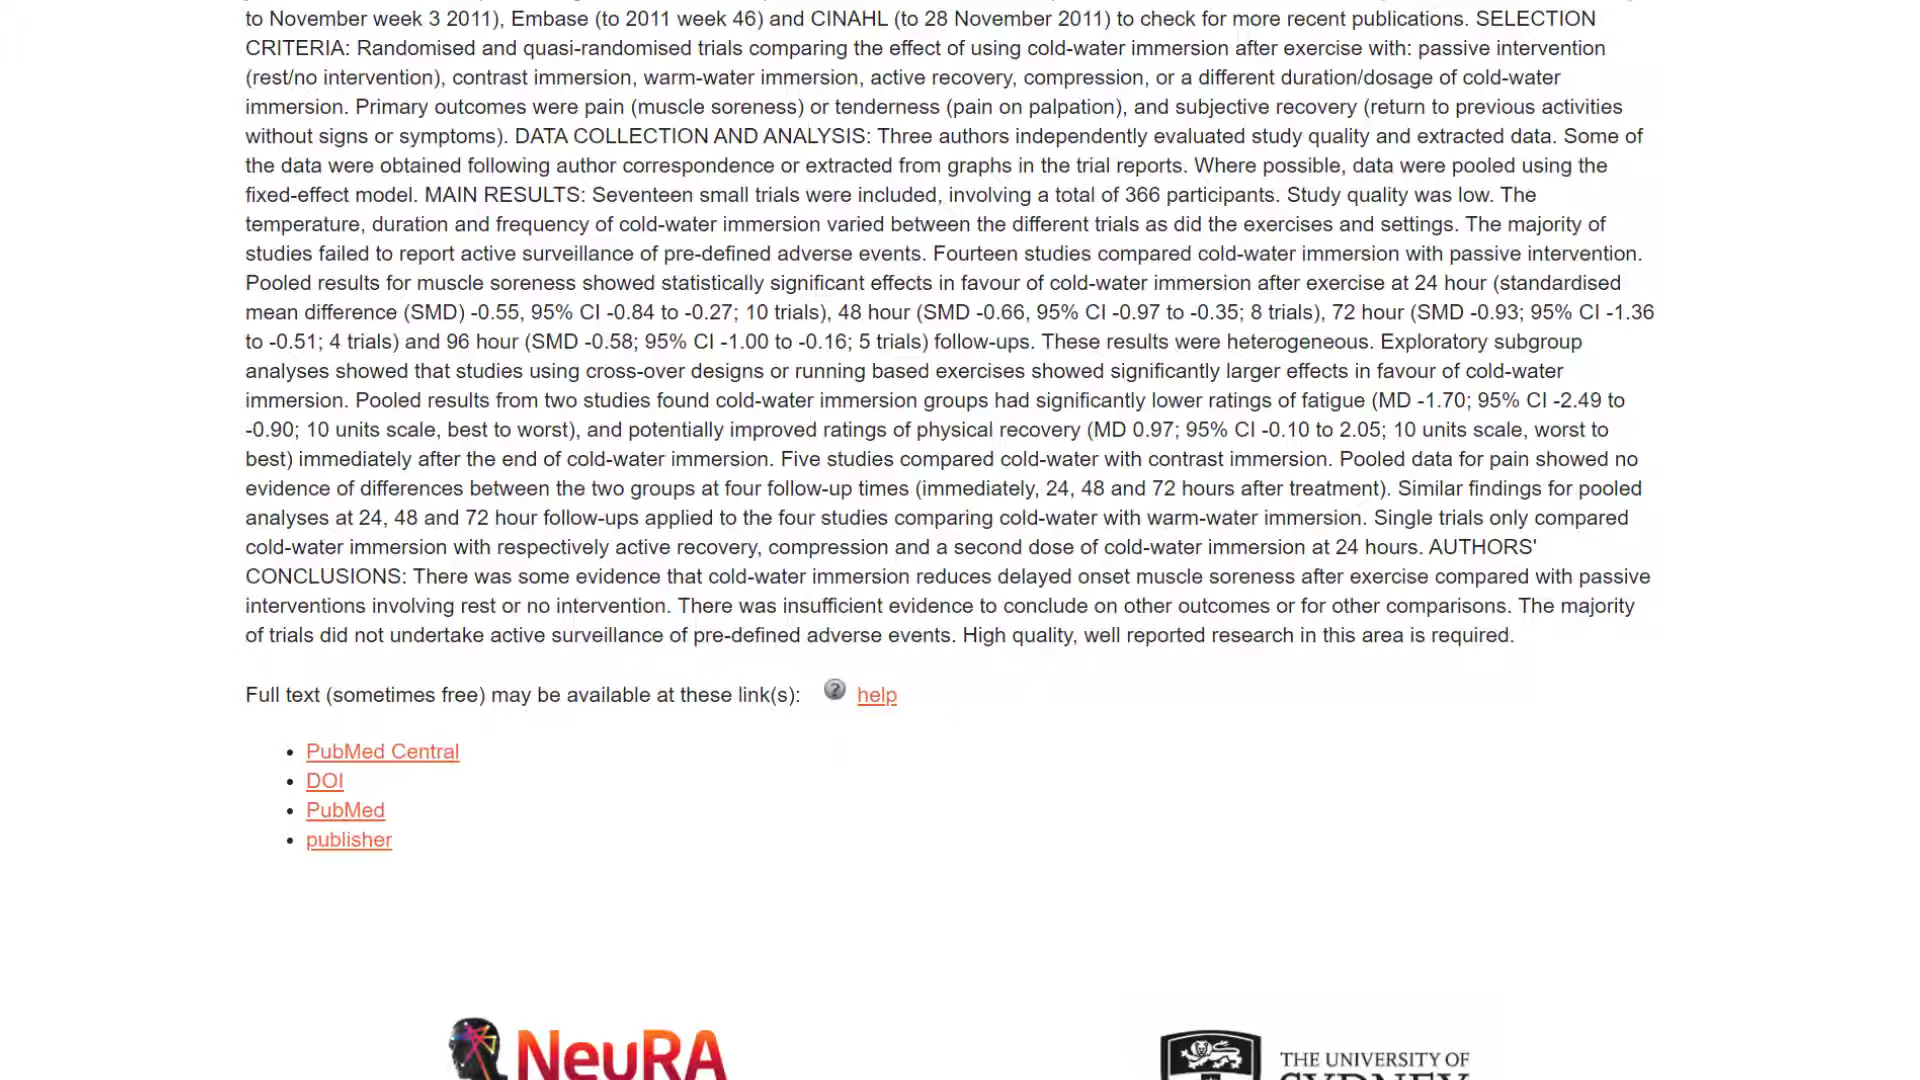 to November week 3 2011), Embase (to 2011 week 46) and CINAHL (to 28 November 2011) to check for more recent publications. SELECTION
CRITERIA: Randomised and quasi-randomised trials comparing the effect of using cold-water immersion after exercise with: passive intervention
(rest/no intervention), contrast immersion, warm-water immersion, active recovery, compression, or a different duration/dosage of cold-water
immersion. Primary outcomes were pain (muscle soreness) or tenderness (pain on palpation), and subjective recovery (return to previous activities
without signs or symptoms). DATA COLLECTION AND ANALYSIS: Three authors independently evaluated study quality and extracted data. Some of
the data were obtained following author correspondence or extracted from graphs in the trial reports. Where possible, data were pooled using the
fixed-effect model. MAIN RESULTS: Seventeen small trials were included, involving a total of 366 participants. Study quality was low. The
temperature, duration and frequency of cold-water immersion varied between the different trials as did the exercises and settings. The majority of
studies failed to report active surveillance of pre-defined adverse events. Fourteen studies compared cold-water immersion with passive intervention.
Pooled results for muscle soreness showed statistically significant effects in favour of cold-water immersion after exercise at 24 hour (standardised
mean difference (SMD) -0.55, 95% CI -0.84 to -0.27; 10 trials), 48 hour (SMD -0.66, 95% CI -0.97 to -0.35; 8 trials), 72 hour (SMD -0.93; 95% CI -1.36
to -0.51; 4 trials) and 96 hour (SMD -0.58; 95% CI -1.00 to -0.16; 5 trials) follow-ups. These results were heterogeneous. Exploratory subgroup
analyses showed that studies using cross-over designs or running based exercises showed significantly larger effects in favour of cold-water
immersion. Pooled results from two studies found cold-water immersion groups had significantly lower ratings of fatigue (MD -1.70; 95% CI -2.49 to
-0.90; 10 units scale, best to worst), and potentially improved ratings of physical recovery (MD 0.97; 95% CI -0.10 to 2.05; 10 units scale, worst to
best) immediately after the end of cold-water immersion. Five studies compared cold-water with contrast immersion. Pooled data for pain showed no
evidence of differences between the two groups at four follow-up times (immediately, 24, 48 and 72 hours after treatment). Similar findings for pooled
analyses at 24, 48 and 72 hour follow-ups applied to the four studies comparing cold-water with warm-water immersion. Single trials only compared
cold-water immersion with respectively active recovery, compression and a second dose of cold-water immersion at 24 hours. AUTHORS'
CONCLUSIONS: There was some evidence that cold-water immersion reduces delayed onset muscle soreness after exercise compared with passive
interventions involving rest or no intervention. There was insufficient evidence to conclude on other outcomes or for other comparisons. The majority
of trials did not undertake active surveillance of pre-defined adverse events. High quality, well reported research in this area is required.
Full text (sometimes free) may be available at these link(s): ? help
• PubMed Central
• DOI
• PubMed
• publisher
NeuRA
THE UNIVERSITY OF
SYDNEY